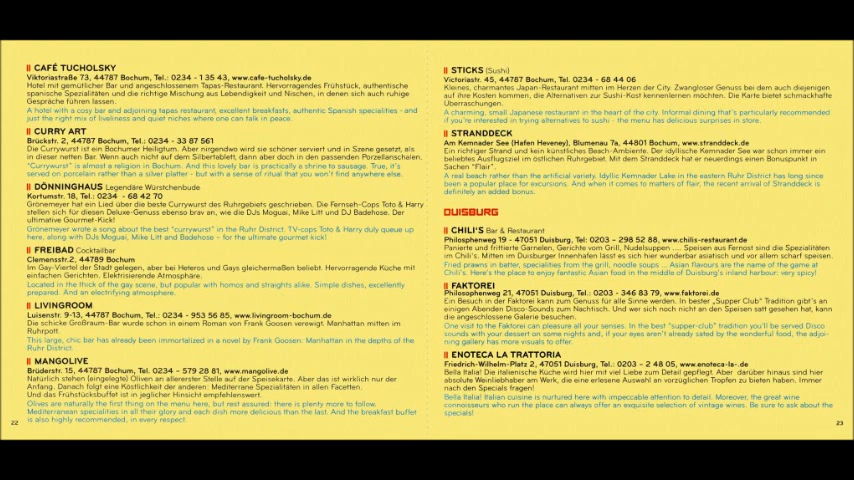 CAFÉ TUCHOLSKY
Viktoriastraße 73, 44787 Bochum, Tel.: 0234 - 1 35 43, www.cafe-tucholsky.de
Hotel mit gemütlicher Bar und angeschlossenem Tapas-Restaurant. Hervorragendes Frühstück, authentische
spanische Spezialitäten und die richtige Mischung aus Lebendigkeit und Nischen, in denen sich auch ruhige
Gespräche führen lassen.
A hotel with a cosy bar and adjoining tapas restaurant, excellent breakfasts, authentic Spanish specialities - and
just the right mix of liveliness and quiet niches where one can talk in peace.
CURRY ART
Brückstr. 2, 44787 Bochum, Tel.: 0234 - 33 87 561
Die Currywurst ist ein Bochumer Heiligtum. Aber nirgendwo wird sie schöner serviert und in Szene gesetzt, als
in dieser netten Bar. Wenn auch nicht auf dem Silbertablett, dann aber doch in den passenden Porzellanschalen.
"Currywurst" is almost a religion in Bochum. And this lovely bar is practically a shrine to sausage. True, it's
served on porcelain rather than a silver platter - but with a sense of ritual that you won't find anywhere else.
DÖNNINGHAUS Legendäre Würstchenbude
Kortumstr. 18, Tel.: 0234 - 68 42 70
Grönemeyer hat ein Lied über die beste Currywurst des Ruhrgebiets geschrieben. Die Fernseh-Cops Toto & Harry
stellen sich für diesen Deluxe-Genuss ebenso brav an, wie die DJs Moguai, Mike Litt und DJ Badehose. Der
ultimative Gourmet-Kick!
Grönemeyer wrote a song about the best "currywurst" in the Ruhr District. TV-cops Toto & Harry duly queue up
here, along with DJs Moguai, Mike Litt and Badehose - for the ultimate gourmet kick!
FREIBAD Cocktailbar
Clemensstr.2, 44789 Bochum
Im Gay-Viertel der Stadt gelegen, aber bei Heteros und Gays gleichermaßen beliebt. Hervorragende Küche mit
einfachen Gerichten. Elektrisierende Atmosphäre.
Located in the thick of the gay scene, but popular with homos and straights alike. Simple dishes, excellently
prepared. And an electrifying atmosphere.
LIVINGROOM
Luisenstr. 9-13, 44787 Bochum, Tel.: 0234 - 953 56 85, www.livingroom-bochum.de
Die schicke Großraum-Bar wurde schon in einem Roman von Frank Goosen verewigt. Manhattan mitten im
Ruhrpott.
This large, chic bar has already been immortalized in a novel by Frank Goosen: Manhattan in the depths of the
Ruhr District.
MANGOLIVE
Brüderstr. 15, 44787 Bochum, Tel. 0234 - 579 28 81, www.mangolive.de
Natürlich stehen (eingelegte) Oliven an allererster Stelle auf der Speisekarte. Aber das ist wirklich nur der
Anfang. Danach folgt eine Köstlichkeit der anderen: Mediterrane Spezialitäten in allen Facetten.
Und das Frühstücksbuffet ist in jeglicher Hinsicht empfehlenswert.
Olives are naturally the first thing on the menu here, but rest assured: there is plenty more to follow.
Mediterranean specialities in all their glory and each dish more delicious than the last. And the breakfast buffet
is also highly recommended, in every respect.
22
STICKS (Sushi)
Victoriastr. 45, 44787 Bochum, Tel. 0234 - 68 44 06
Kleines, charmantes Japan-Restaurant mitten im Herzen der City. Zwangloser Genuss bei dem auch diejenigen
auf ihre Kosten kommen, die Alternativen zur Sushi-Kost kennenlernen möchten. Die Karte bietet schmackhafte
Überraschungen.
A charming, small Japanese restaurant in the heart of the city. Informal dining that's particularly recommended
if you're interested in trying alternatives to sushi - the menu has delicious surprises in store.
STRANDDECK
Am Kemnader See (Hafen Heveney), Blumenau 7a, 44801 Bochum, www.stranddeck.de
Ein richtiger Strand und kein künstliches Beach-Ambiente. Der idyllische Kemnader See war schon immer ein
beliebtes Ausflugsziel im östlichen Ruhrgebiet. Mit dem Stranddeck hat er neuerdings einen Bonuspunkt in
Sachen "Flair".
A real beach rather than the artificial variety. Idyllic Kemnader Lake in the eastern Ruhr District has long since
been a popular place for excursions. And when it comes to matters of flair, the recent arrival of Stranddeck is
definitely an added bonus.
DUISBURG
CHILI'S Bar & Restaurant
Philosphenweg 19 - 47051 Duisburg, Tel: 0203 - 298 52 88, www.chilis-restaurant.de
Panierte und frittierte Garnelen, Gerichte vom Grill, Nudelsuppen .... Speisen aus Fernost sind die Spezialitäten
im Chili's. Mitten im Duisburger Innenhafen lässt es sich hier wunderbar asiatisch und vor allem scharf speisen.
Fried prawns in batter, specialities from the grill, noodle soups ... Asian flavours are the name of the game at
Chili's. Here's the place to enjoy fantastic Asian food in the middle of Duisburg's inland harbour: very spicy!
FAKTOREI
Philosophenweg 21, 47051 Duisburg, Tel.: 0203 - 346 83 79, www.faktorei.de
Ein Besuch in der Faktorei kann zum Genuss für alle Sinne werden. In bester „Supper Club" Tradition gibt's an
einigen Abenden Disco-Sounds zum Nachtisch. Und wer sich noch nicht an den Speisen satt gesehen hat, kann
die angeschlossene Galerie besuchen.
One visit to the Faktorei can pleasure all your senses. In the best "supper-club" tradition you'll be served Disco
sounds with your dessert on some nights and, if your eyes aren't already sated by the wonderful food, the adjoi-
ning gallery has more visuals to offer.
ENOTECA LA TRATTORIA
Friedrich-Wilhelm-Platz 2, 47051 Duisburg, Tel.: 0203 - 2 48 05, www.enoteca-la-.de
Bella Italia! Die italienische Küche wird hier mit viel Liebe zum Detail gepflegt. Aber darüber hinaus sind hier
absolute Weinliebhaber am Werk, die eine erlesene Auswahl an vorzüglichen Tropfen zu bieten haben. Immer
nach den Specials fragen!
Bella Italia! Italian cuisine is nurtured here with impeccable attention to detail. Moreover, the great wine
connoisseurs who run the place can always offer an exquisite selection of vintage wines. Be sure to ask about the
specials!
23